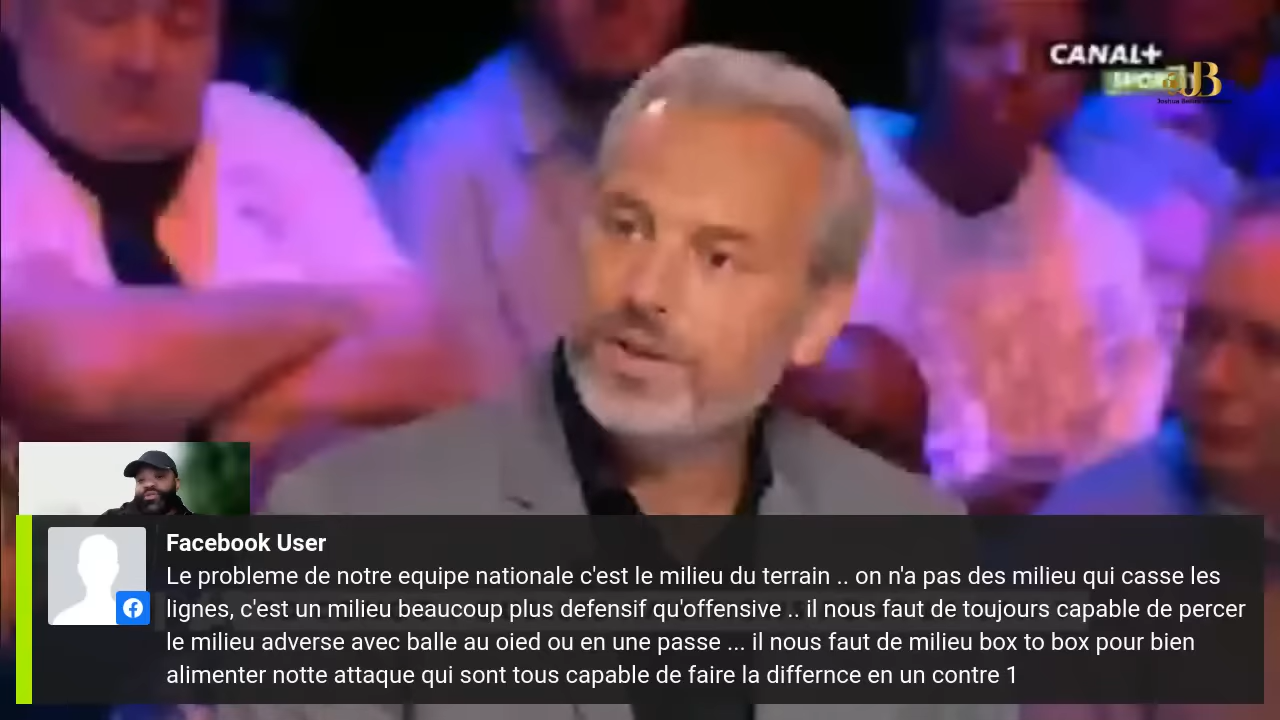 CANAL+
SPORT
JB
Facebook User
Le probleme de notre equipe nationale c'est le milieu du terrain .. on n'a pas des milieu qui casse les
lignes, c'est un milieu beaucoup plus defensif qu'offensive .. il nous faut de toujours capable de percer
le milieu adverse avec balle au oied ou en une passe ... il nous faut de milieu box to box pour bien
alimenter notte attaque qui sont tous capable de faire la differnce en un contre 1